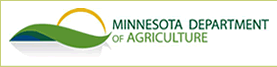 MINNESOTA DEPARTMENT
OF AGRICULTURE